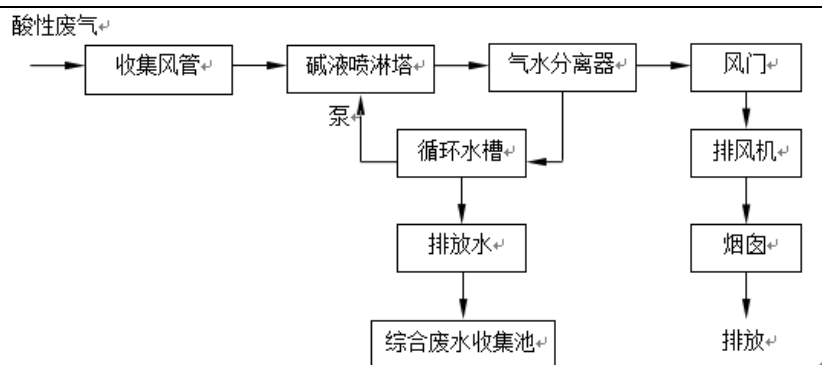 酸性废气
收集风管
碱液喷淋塔
气水分离器
风门
泵
循环水槽
排风机
排放水
烟囱
综合废水收集池
排放